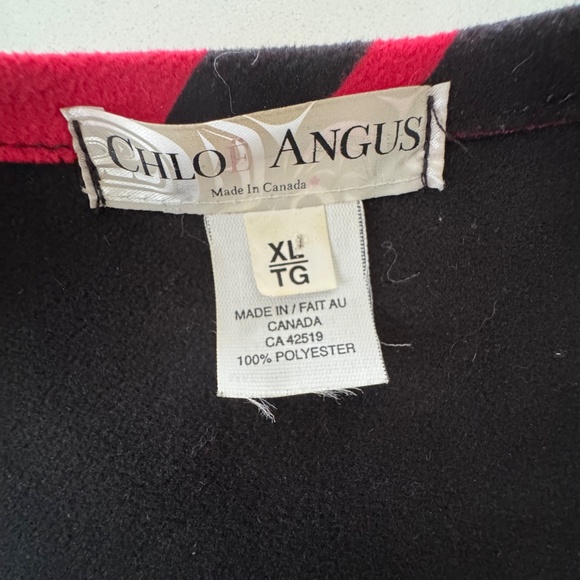 CHLOE ANGUS
Made In Canada
XL
TG
MADE IN / FAIT AU
CANADA
CA 42519
100% POLYESTER